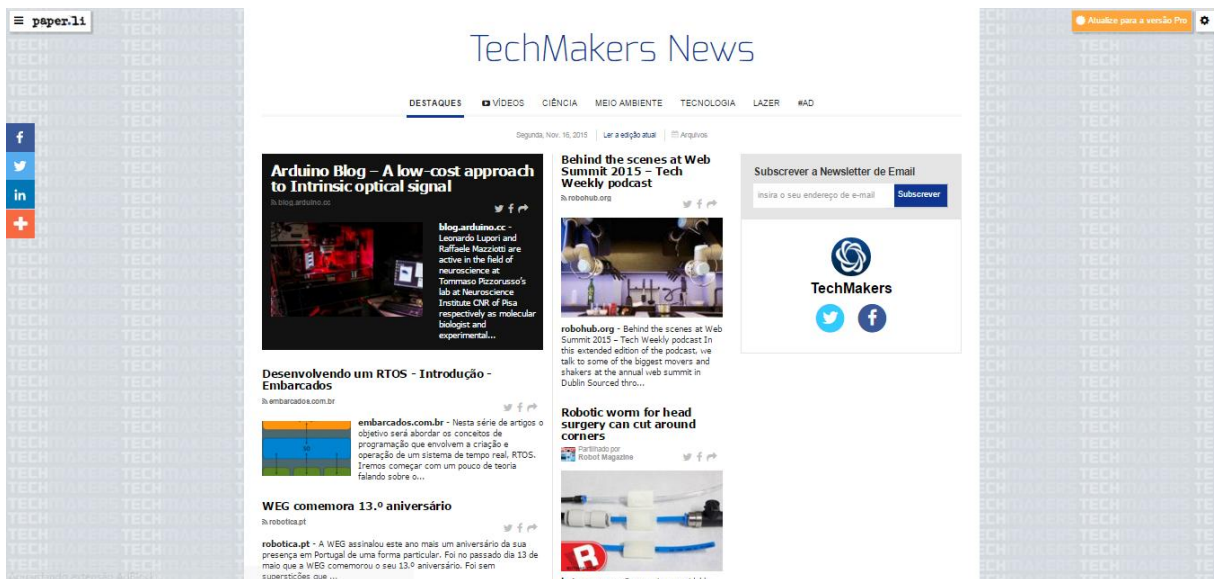 paper.li
Atualize para a versão Pro
TechMakers News
DESTAQUES VÍDEOS CIÊNCIA MEIO AMBIENTE TECNOLOGIA LAZER #AD
Segunda, Nov. 16, 2015 Ler a edição atual Arquivos
Arduino Blog – A low-cost approach
to Intrinsic optical signal
blog.arduino.cc
blog.arduino.cc -
Leonardo Lupori and
Raffaele Mazziotti are
active in the field of
neuroscience at
Tommaso Pizzorusso's
lab at Neuroscience
Institute CNR of Pisa
respectively as molecular
biologist and
experimental...
Desenvolvendo um RTOS - Introdução -
Embarcados
embarcados.com.br
embarcados.com.br - Nesta série de artigos o
objetivo será abordar os conceitos de
programação que envolvem a criação e
operação de um sistema de tempo real, RTOS.
Iremos começar com um pouco de teoria
falando sobre o...
WEG comemora 13.º aniversário
robotica.pt
robotica.pt - A WEG assinalou este ano mais um aniversário da sua
presença em Portugal de uma forma particular. Foi no passado dia 13 de
maio que a WEG comemorou o seu 13.º aniversário. Foi sem
superstições que ...
Behind the scenes at Web
Summit 2015 – Tech
Weekly podcast
robohub.org
robohub.org - Behind the scenes at Web
Summit 2015 – Tech Weekly podcast In
this extended edition of the podcast, we
talk to some of the biggest movers and
shakers at the annual web summit in
Dublin Sourced thro...
Robotic worm for head
surgery can cut around
corners
Partilhado por
Robot Magazine
R
Subscrever a Newsletter de Email
insira o seu endereço de e-mail Subscrever
TechMakers